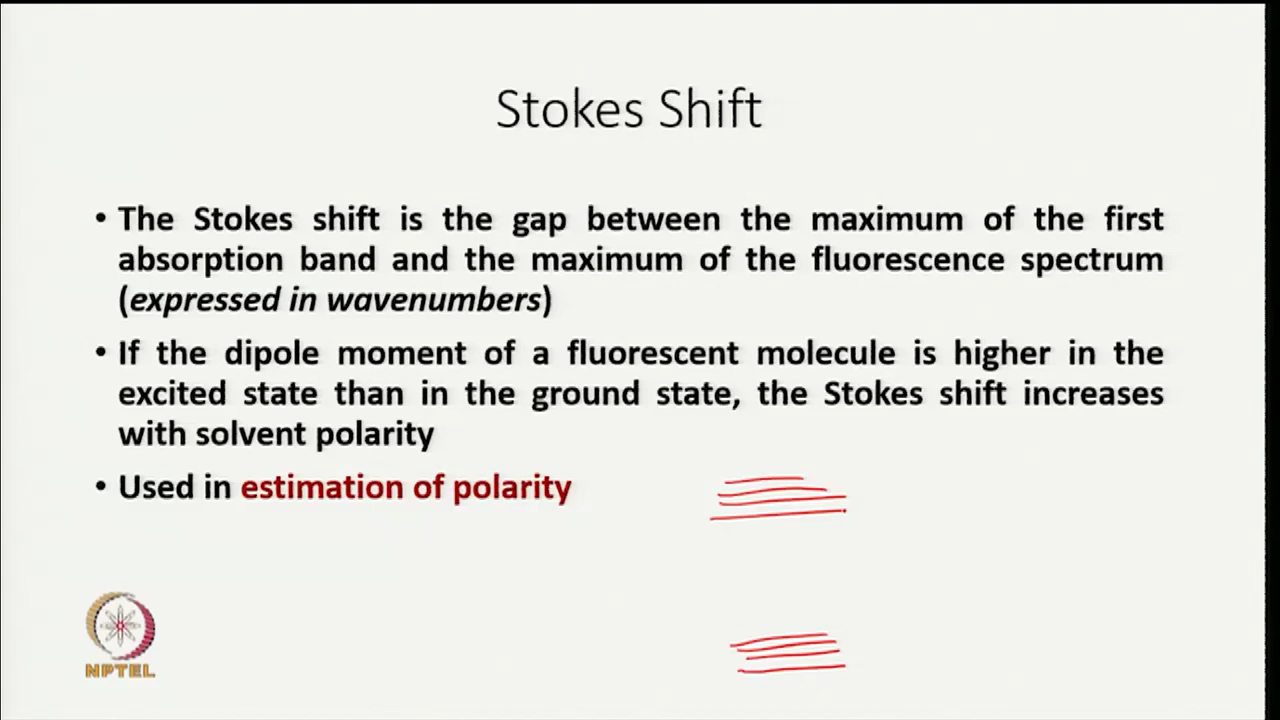 Stokes Shift
• The Stokes shift is the gap between the maximum of the first
absorption band and the maximum of the fluorescence spectrum
(expressed in wavenumbers)
• If the dipole moment of a fluorescent molecule is higher in the
excited state than in the ground state, the Stokes shift increases
with solvent polarity
• Used in estimation of polarity
NPTEL